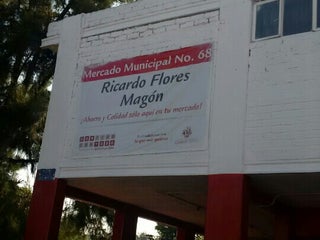 Mercado Municipal No. 68
Ricardo Flores
Magón
¡Ahorro y Calidad sólo aquí en tu mercado!